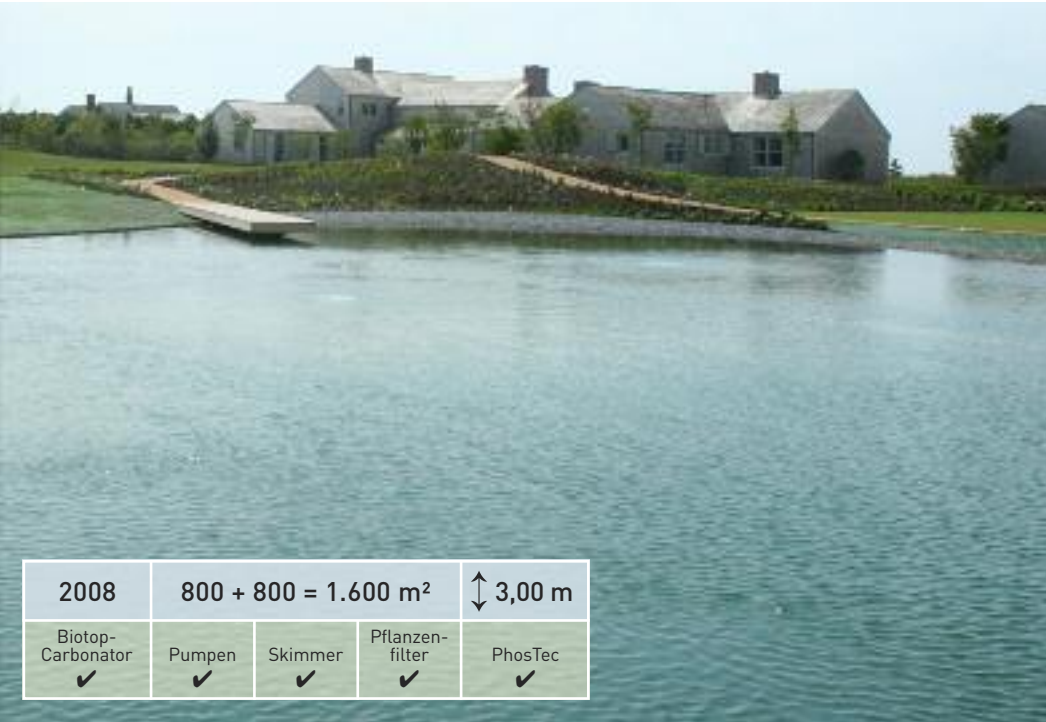 2008 800 + 800 = 1.600 m² ↕ 3,00 m
Biotop-
Carbonator
✔
Pumpen
✔
Skimmer
✔
Pflanzen-
filter
✔
PhosTec
✔